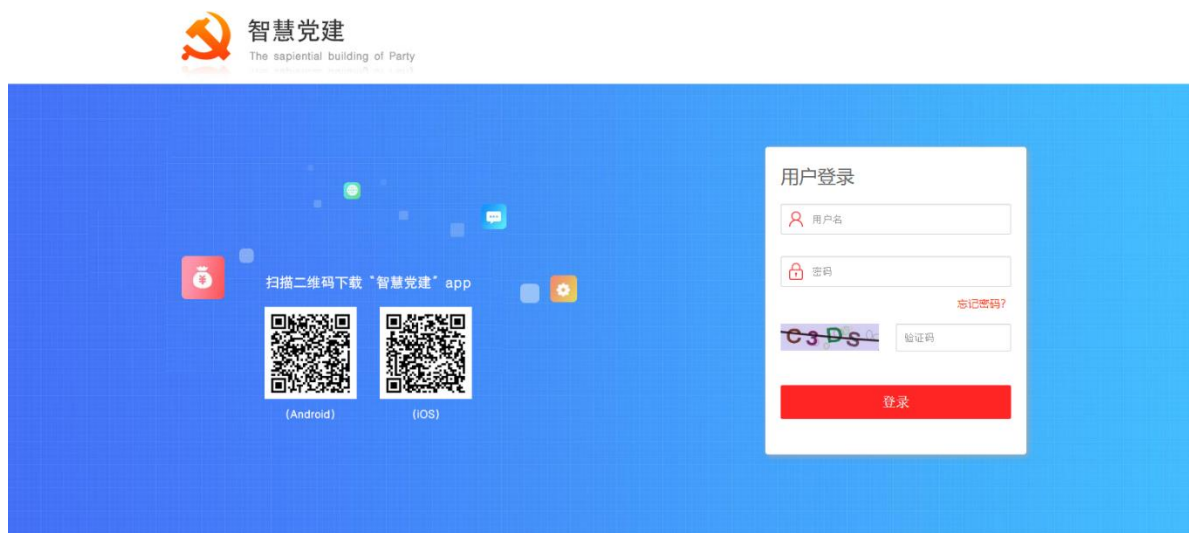 智慧党建
The sapiential building of Party
用户登录
用户名
密码
忘记密码?
C3DS
验证码
登录
扫描二维码下载“智慧党建”app
(Android)
(iOS)